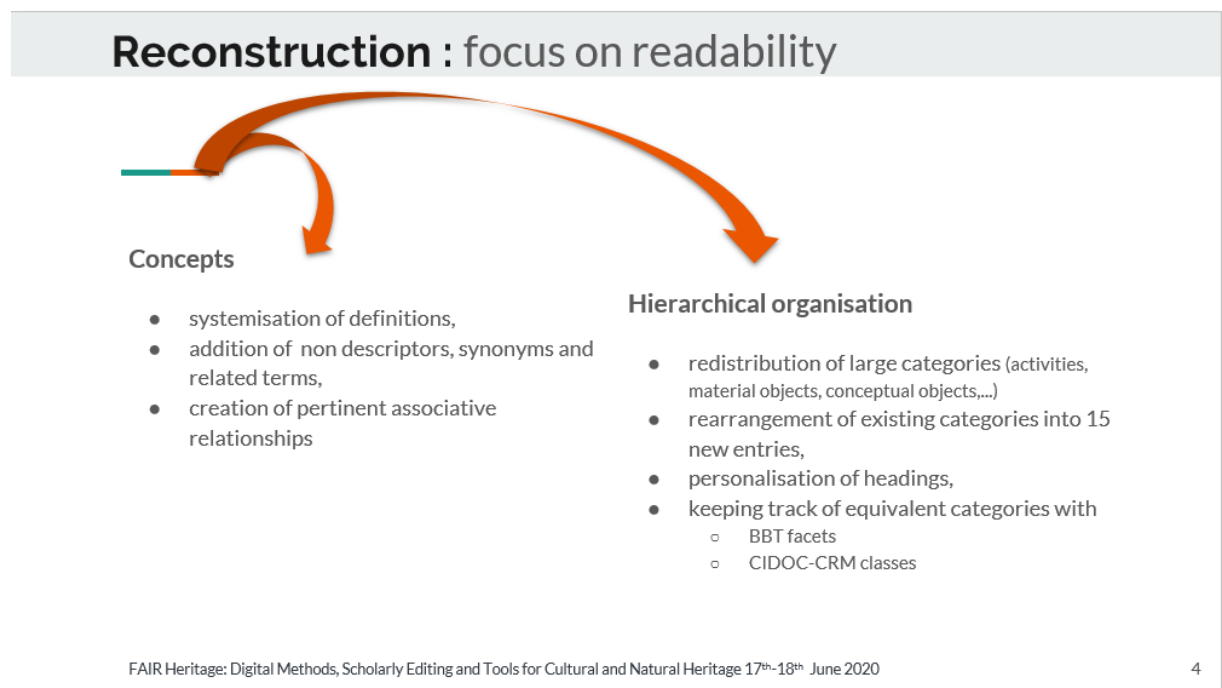 Reconstruction : focus on readability
Concepts
● systemisation of definitions,
● addition of non descriptors, synonyms and
related terms,
● creation of pertinent associative
relationships
Hierarchical organisation
● redistribution of large categories (activities,
material objects, conceptual objects,...)
● rearrangement of existing categories into 15
new entries,
● personalisation of headings,
● keeping track of equivalent categories with
○ BBT facets
○ CIDOC-CRM classes
FAIR Heritage: Digital Methods, Scholarly Editing and Tools for Cultural and Natural Heritage 17th-18th June 2020
4